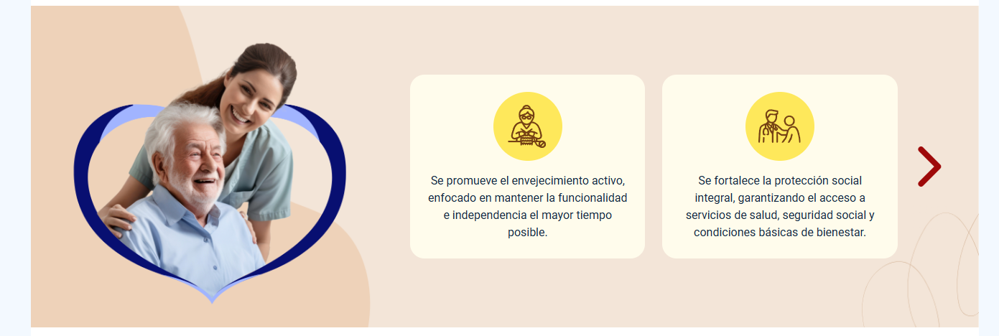 Se promueve el envejecimiento activo,
enfocado en mantener la funcionalidad
e independencia el mayor tiempo
posible.
Se fortalece la protección social
integral, garantizando el acceso a
servicios de salud, seguridad social y
condiciones básicas de bienestar.